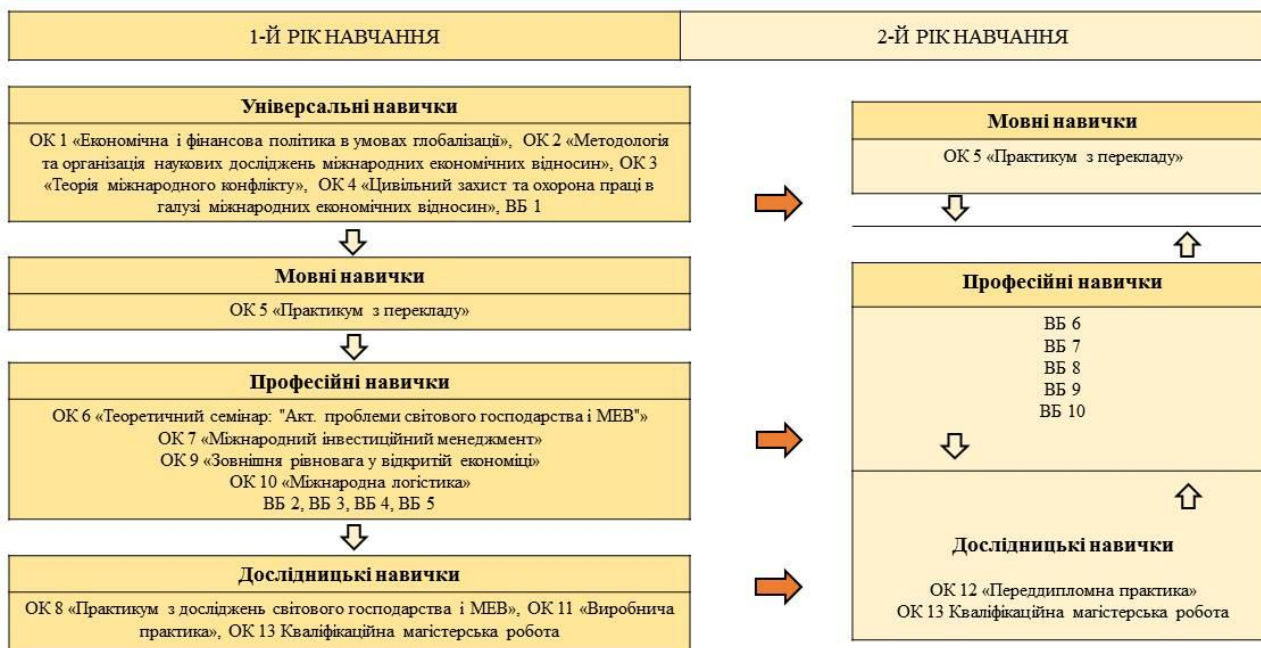 1-Й РІК НАВЧАННЯ
2-Й РІК НАВЧАННЯ
Універсальні навички
ОК 1 «Економічна і фінансова політика в умовах глобалізації», ОК 2 «Методологія
та організація наукових досліджень міжнародних економічних відносин», ОК 3
«Теорія міжнародного конфлікту», ОК 4 «Цивільний захист та охорона праці в
галузі міжнародних економічних відносин», ВБ 1
Мовні навички
ОК 5 «Практикум з перекладу»
Професійні навички
ОК 6 «Теоретичний семінар: "Акт. проблеми світового господарства і МЕВ"»
ОК 7 «Міжнародний інвестиційний менеджмент»
ОК 9 «Зовнішня рівновага у відкритій економіці»
ОК 10 «Міжнародна логістика»
ВБ 2, ВБ 3, ВБ 4, ВБ 5
Дослідницькі навички
ОК 8 «Практикум з досліджень світового господарства і МЕВ», ОК 11 «Виробнича
практика», ОК 13 Кваліфікаційна магістерська робота
Мовні навички
ОК 5 «Практикум з перекладу»
Професійні навички
ВБ 6
ВБ 7
ВБ 8
ВБ 9
ВБ 10
Дослідницькі навички
ОК 12 «Переддипломна практика»
ОК 13 Кваліфікаційна магістерська робота